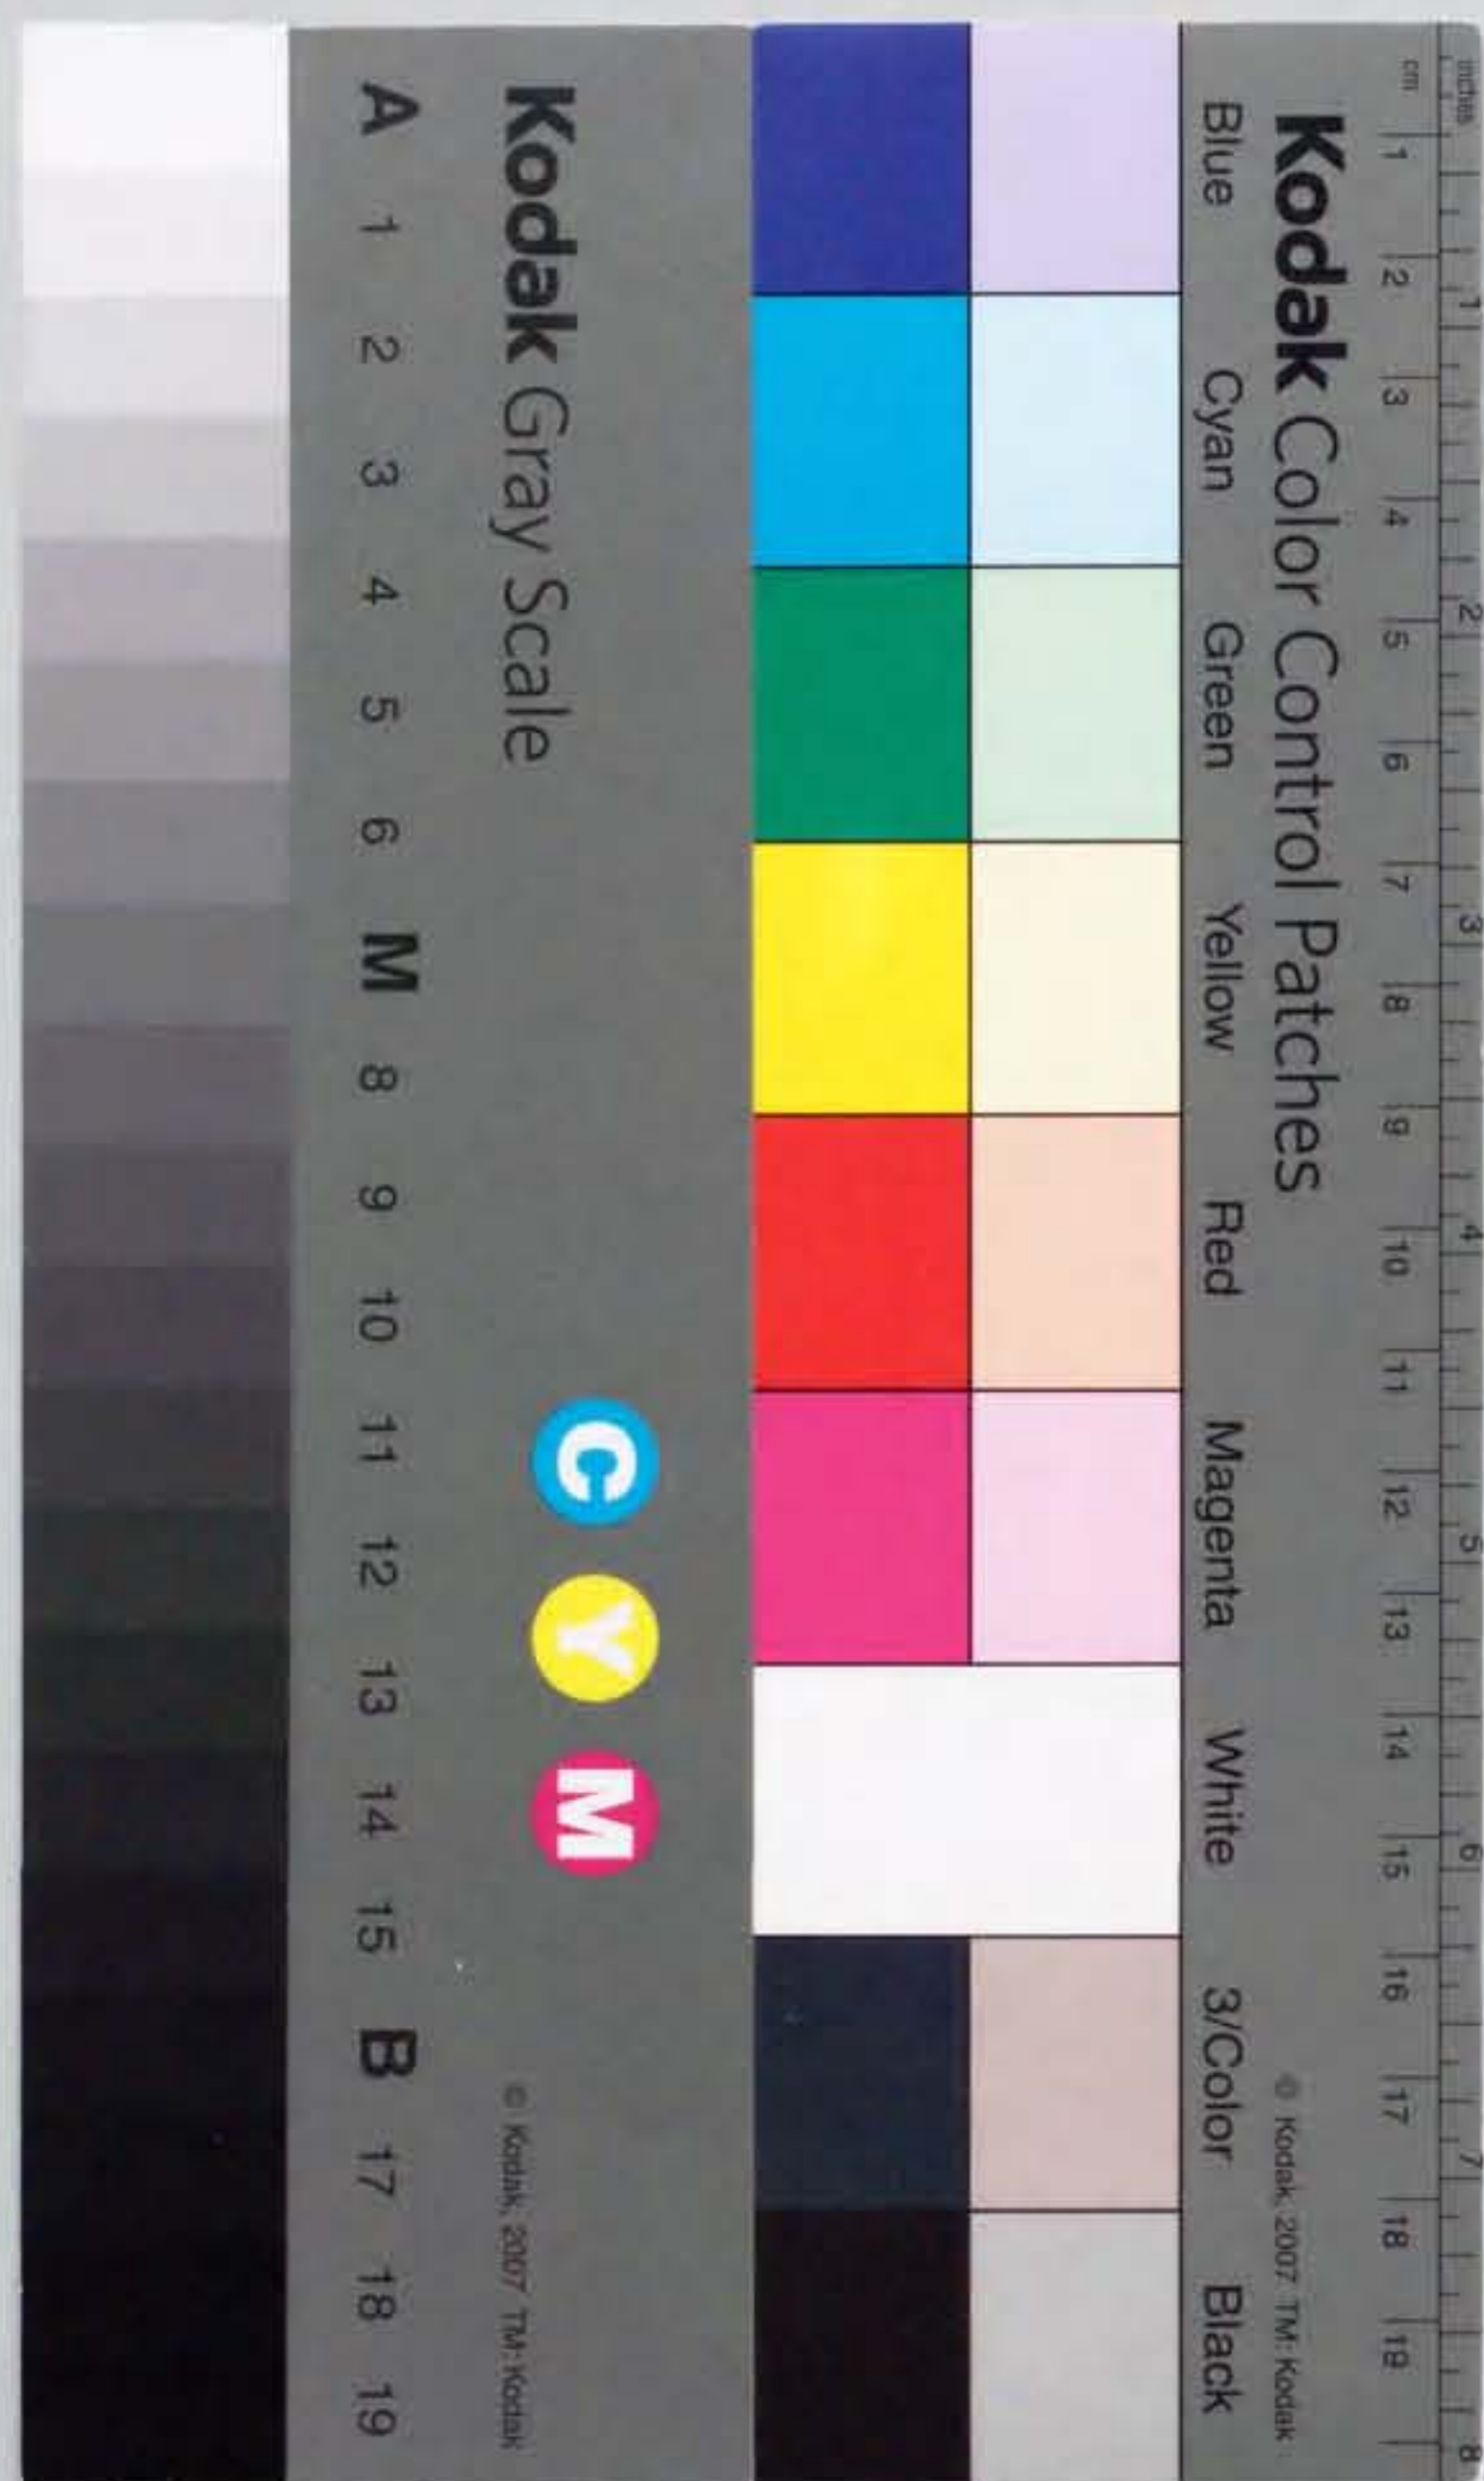 inches 1 2 3 4 5 6 7 8
cm 1 2 3 4 5 6 7 8 9 10 11 12 13 14 15 16 17 18 19
Kodak Color Control Patches © Kodak, 2007 TM: Kodak
Blue Cyan Green Yellow Red Magenta White 3/Color Black
C Y M
Kodak Gray Scale © Kodak, 2007 TM: Kodak
A 1 2 3 4 5 6 M 8 9 10 11 12 13 14 15 B 17 18 19